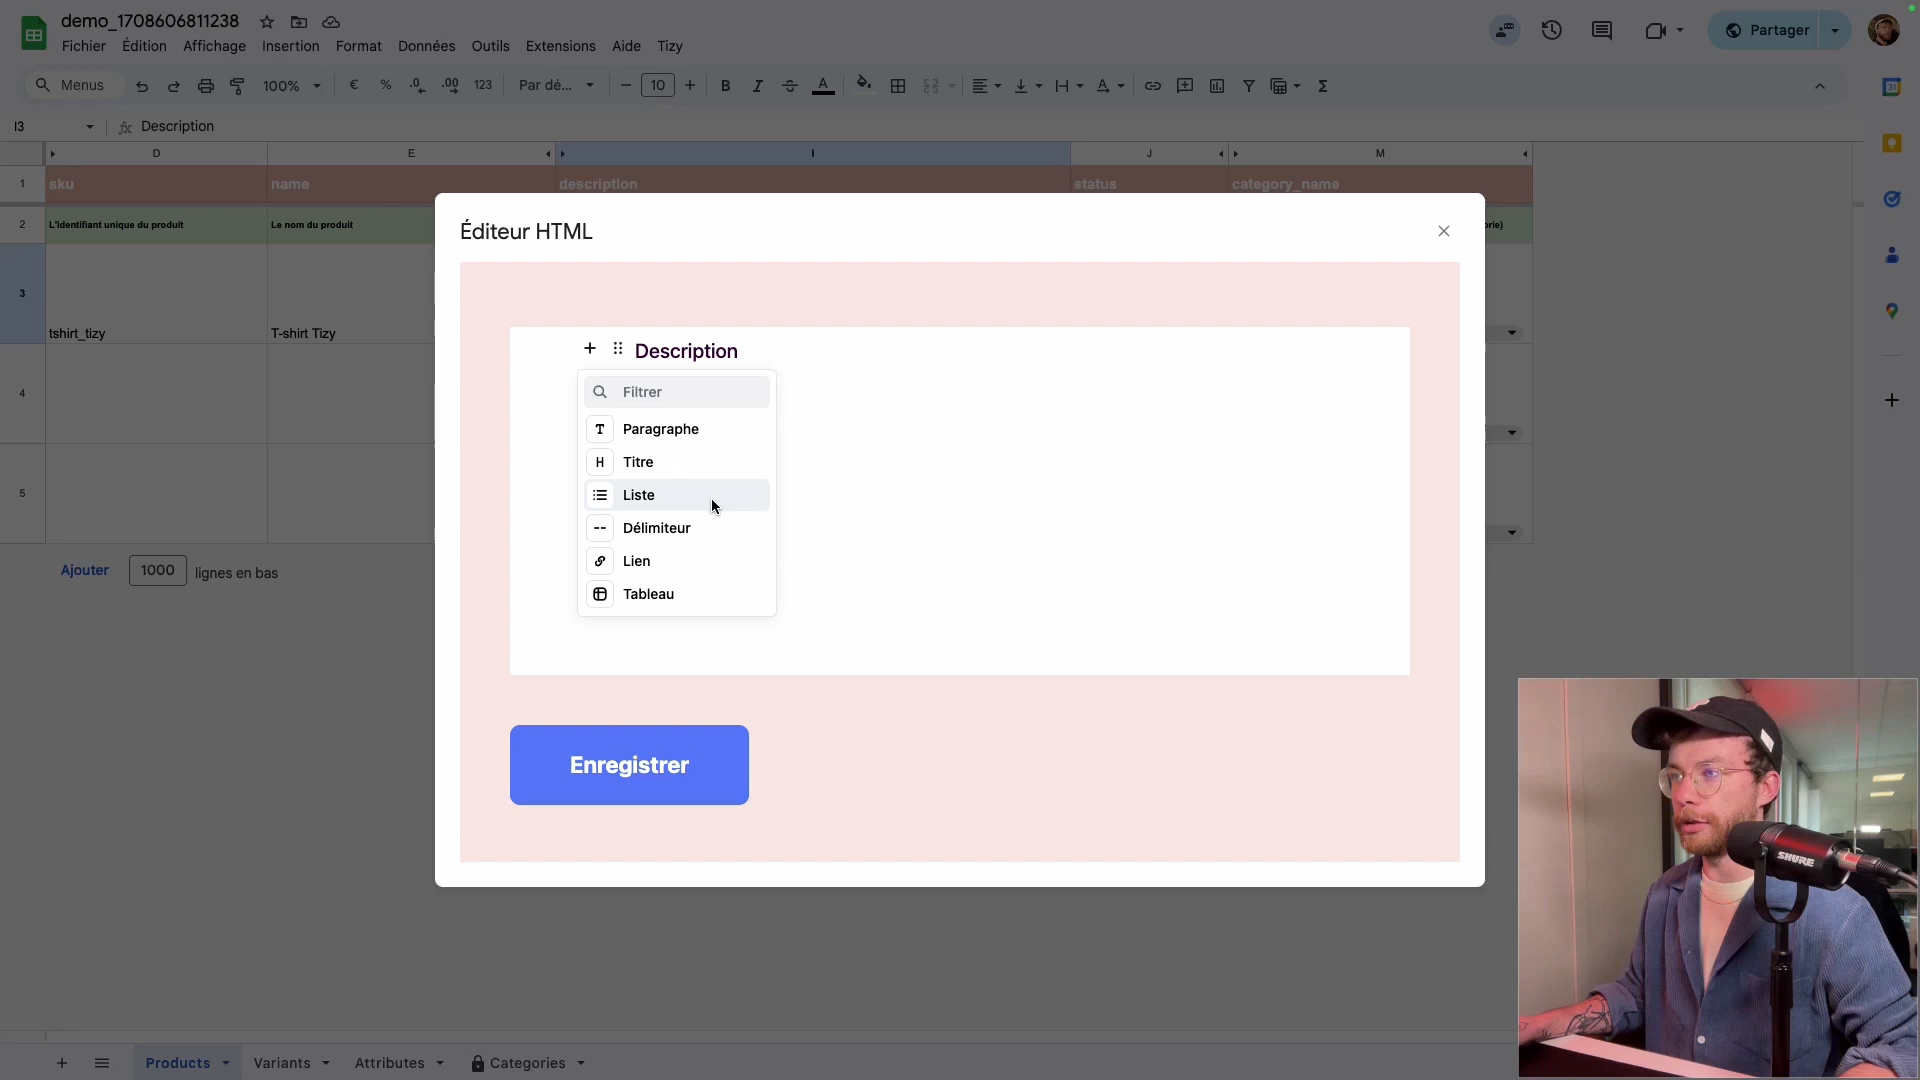 demo_1708606811238
Fichier Édition Affichage Insertion Format Données Outils Extensions Aide Tizy
Partager
Menus 100% € % .0 .00 123 Par dé... 10 B I A
I3 Description
D E I J M
1 sku name description status category_name
2 L'identifiant unique du produit Le nom du produit
3 tshirt_tizy T-shirt Tizy
4
5
Ajouter 1000 lignes en bas
Éditeur HTML
Description
Filtrer
Paragraphe
Titre
Liste
Délimiteur
Lien
Tableau
Enregistrer
SHURE
Products Variants Attributes Categories